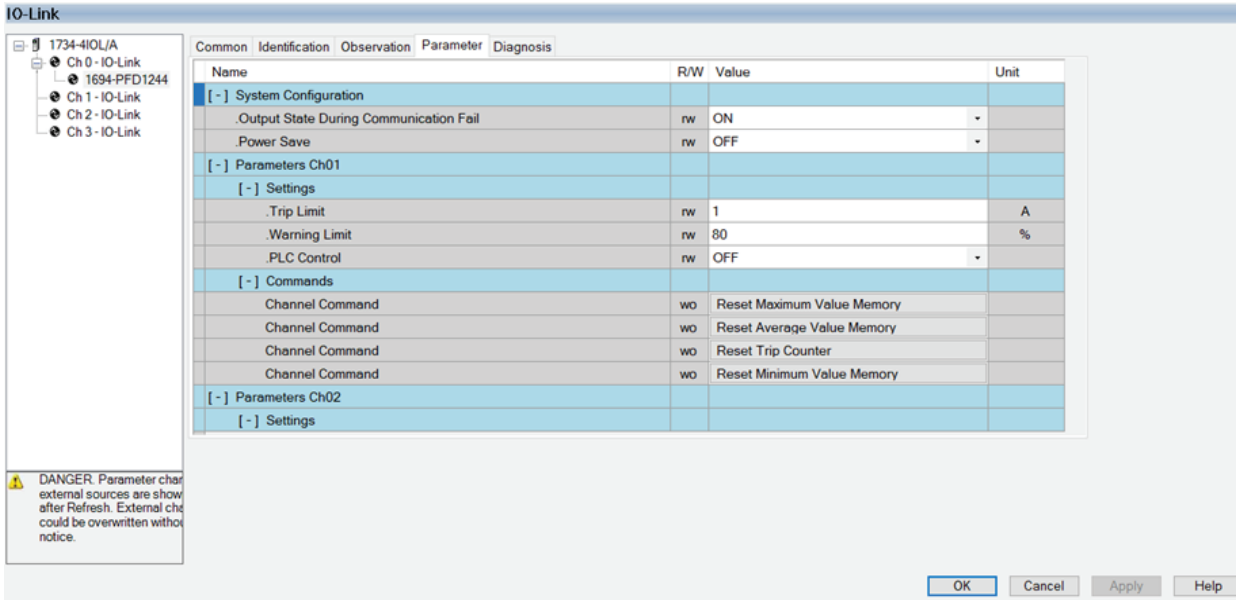 IO-Link
1734-4IOL/A
Ch 0 - IO-Link
1694-PFD1244
Ch 1 - IO-Link
Ch 2 - IO-Link
Ch 3 - IO-Link
Common Identification Observation Parameter Diagnosis
Name R/W Value Unit
[ - ] System Configuration
.Output State During Communication Fail rw ON
.Power Save rw OFF
[ - ] Parameters Ch01
[ - ] Settings
.Trip Limit rw 1 A
.Warning Limit rw 80 %
.PLC Control rw OFF
[ - ] Commands
Channel Command wo Reset Maximum Value Memory
Channel Command wo Reset Average Value Memory
Channel Command wo Reset Trip Counter
Channel Command wo Reset Minimum Value Memory
[ - ] Parameters Ch02
[ - ] Settings
DANGER. Parameter char
external sources are show
after Refresh. External cha
could be overwritten withou
notice.
OK Cancel Apply Help